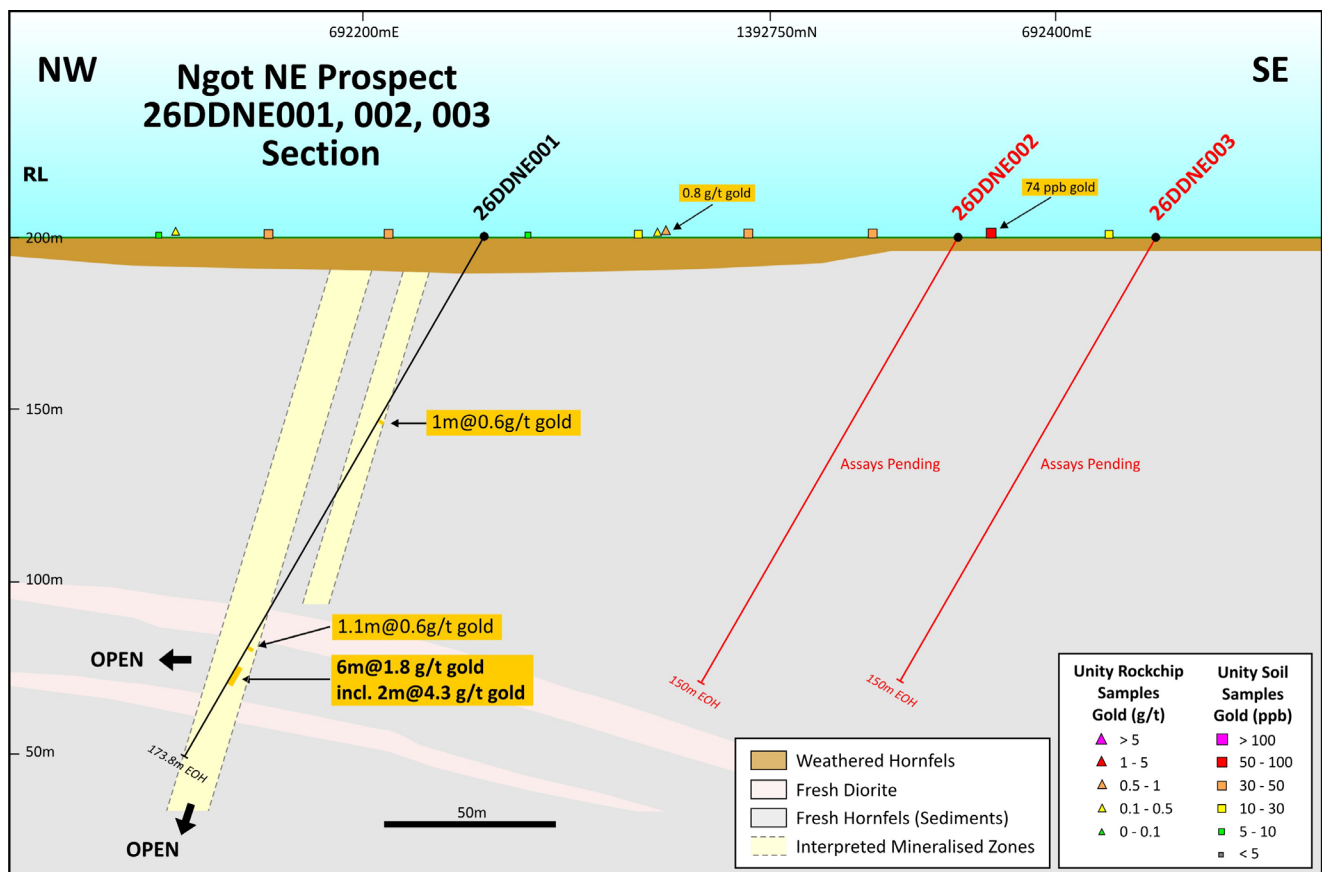 692200mE
1392750mN
692400mE
NW
SE
Ngot NE Prospect
26DDNE001, 002, 003
Section
RL
26DDNE001
26DDNE002
26DDNE003
0.8 g/t gold
74 ppb gold
200m
150m
1m@0.6g/t gold
Assays Pending
Assays Pending
100m
1.1m@0.6g/t gold
OPEN
6m@1.8 g/t gold
incl. 2m@4.3 g/t gold
150m EOH
150m EOH
50m
173.8m EOH
50m
OPEN
Weathered Hornfels
Fresh Diorite
Fresh Hornfels (Sediments)
Interpreted Mineralised Zones
Unity Rockchip
Samples
Gold (g/t)
> 5
1 - 5
0.5 - 1
0.1 - 0.5
0 - 0.1
Unity Soil
Samples
Gold (ppb)
> 100
50 - 100
30 - 50
10 - 30
5 - 10
< 5